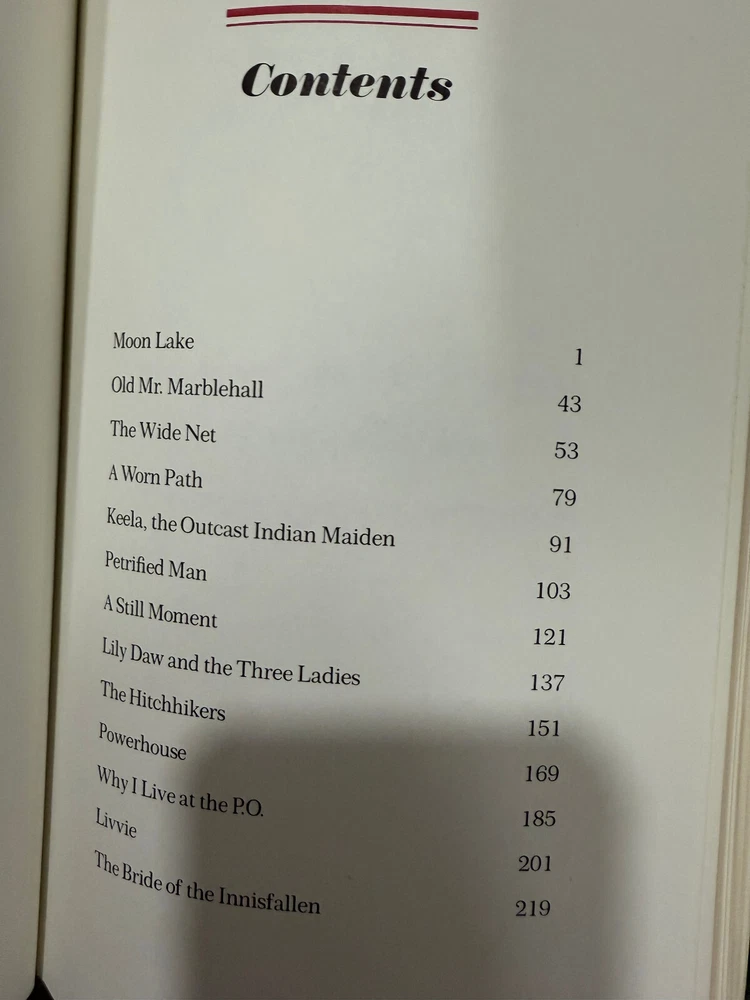 Contents
Moon Lake 1
Old Mr. Marblehall 43
The Wide Net 53
A Worn Path 79
Keela, the Outcast Indian Maiden 91
Petrified Man 103
A Still Moment 121
Lily Daw and the Three Ladies 137
The Hitchhikers 151
Powerhouse 169
Why I Live at the P.O. 185
Livvie 201
The Bride of the Innisfallen 219